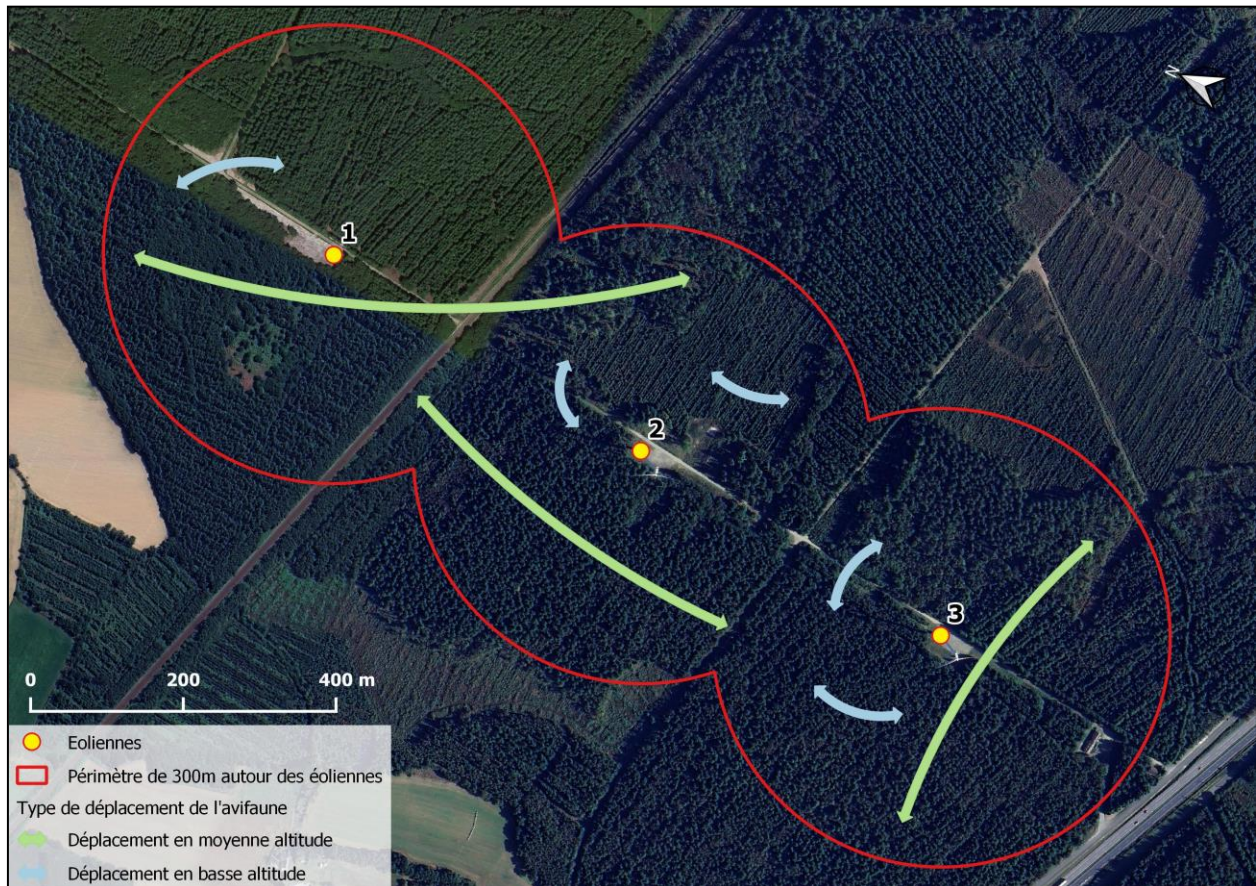 N
1
2
3
0 200 400 m
Eoliennes
Périmètre de 300m autour des éoliennes
Type de déplacement de l'avifaune
Déplacement en moyenne altitude
Déplacement en basse altitude